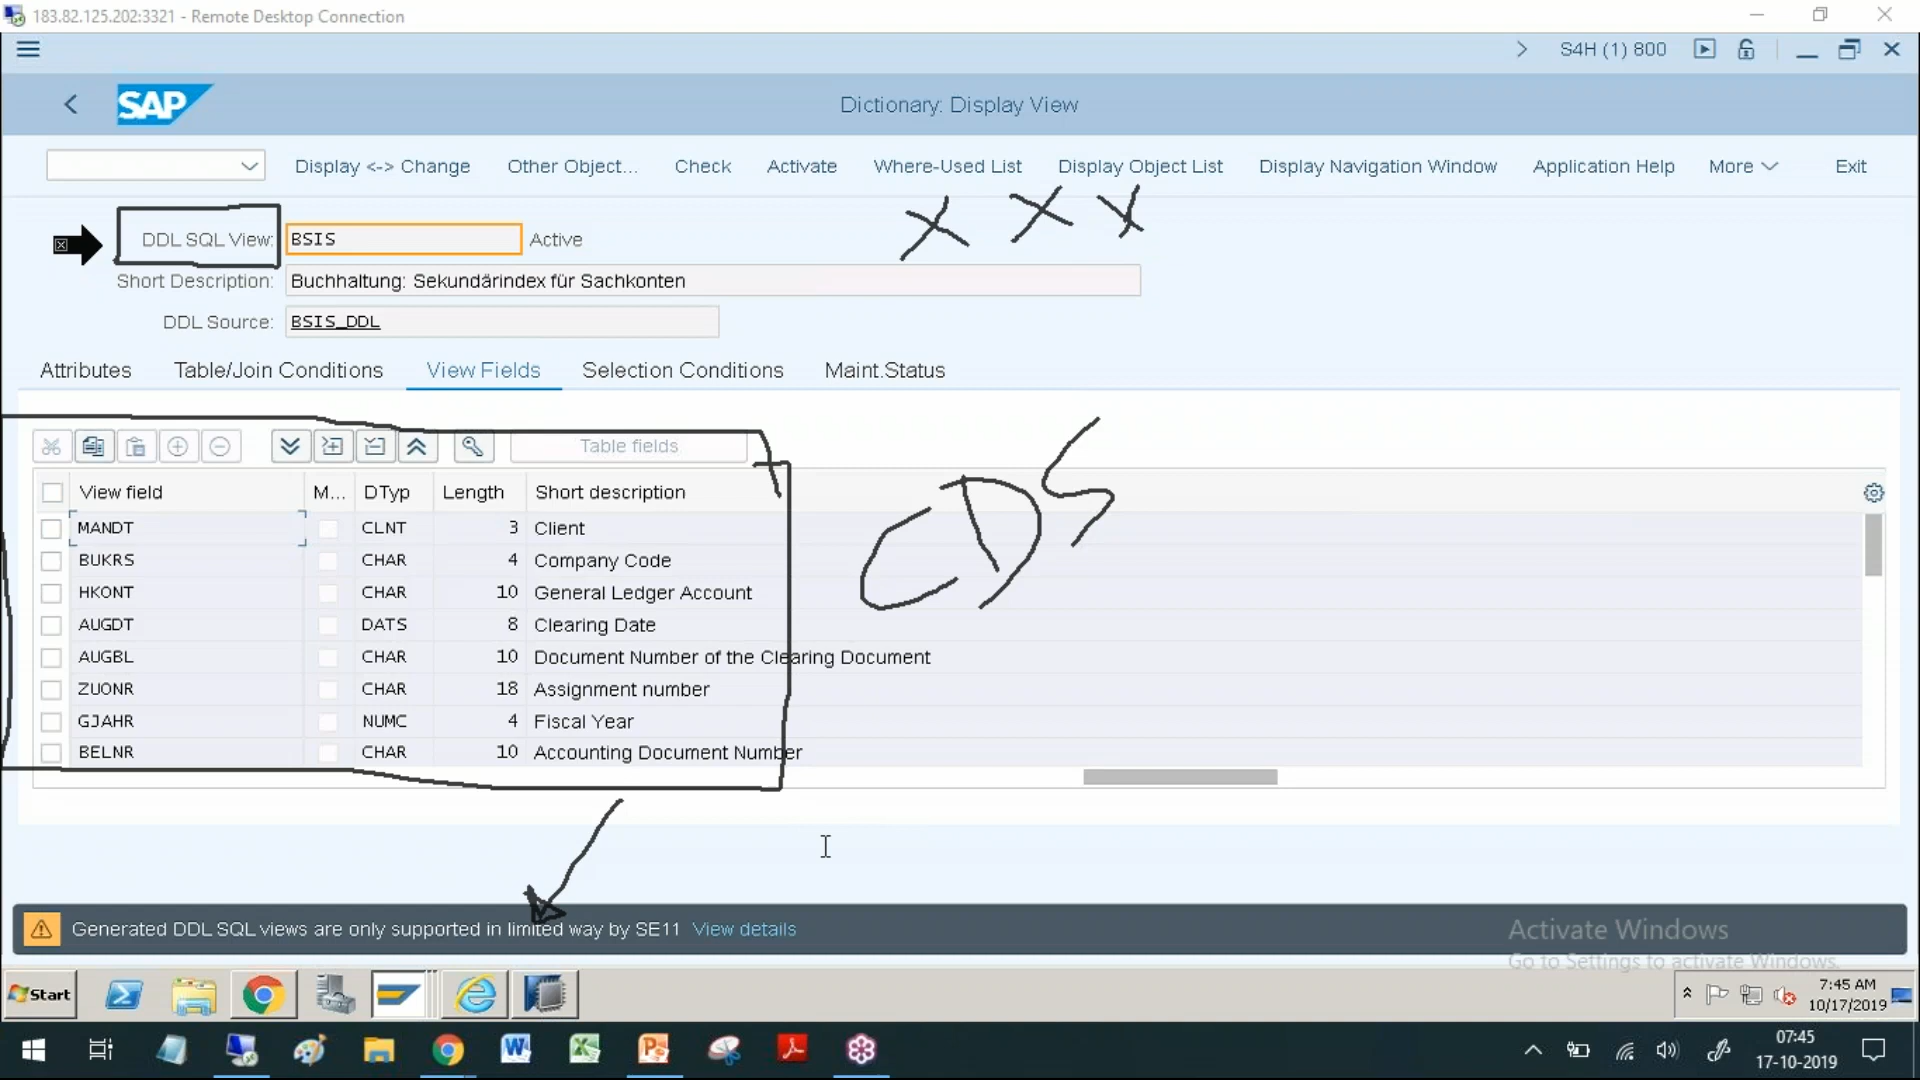 183.82.125.202:3321 - Remote Desktop Connection
S4H (1) 800
SAP
Dictionary: Display View
Display <-> Change Other Object... Check Activate Where-Used List Display Object List Display Navigation Window Application Help More Exit
X X X
DDL SQL View: BSIS Active
Short Description: Buchhaltung: Sekundärindex für Sachkonten
DDL Source: BSIS_DDL
Attributes Table/Join Conditions View Fields Selection Conditions Maint.Status
Table fields
CDS
View field M... DTyp Length Short description
MANDT CLNT 3 Client
BUKRS CHAR 4 Company Code
HKONT CHAR 10 General Ledger Account
AUGDT DATS 8 Clearing Date
AUGBL CHAR 10 Document Number of the Clearing Document
ZUONR CHAR 18 Assignment number
GJAHR NUMC 4 Fiscal Year
BELNR CHAR 10 Accounting Document Number
Generated DDL SQL views are only supported in limited way by SE11 View details
Activate Windows
Go to Settings to activate Windows.
Start
7:45 AM
10/17/2019
07:45
17-10-2019